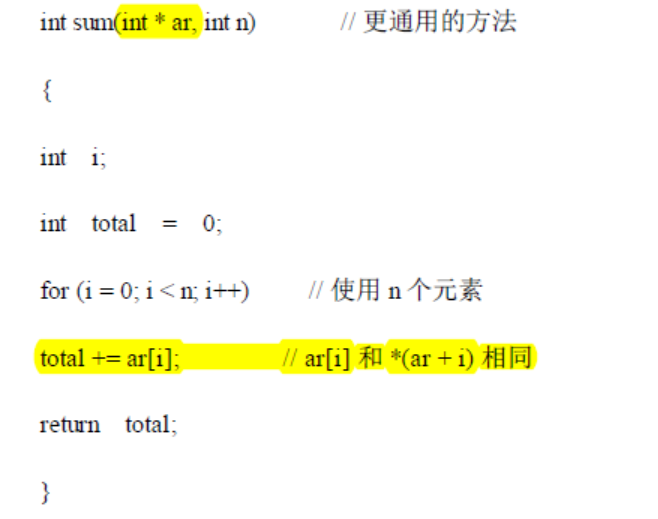 int sum(int * ar, int n) // 更通用的方法
{
int i;
int total = 0;
for (i = 0; i < n; i++) // 使用 n 个元素
total += ar[i]; // ar[i] 和 *(ar + i) 相同
return total;
}